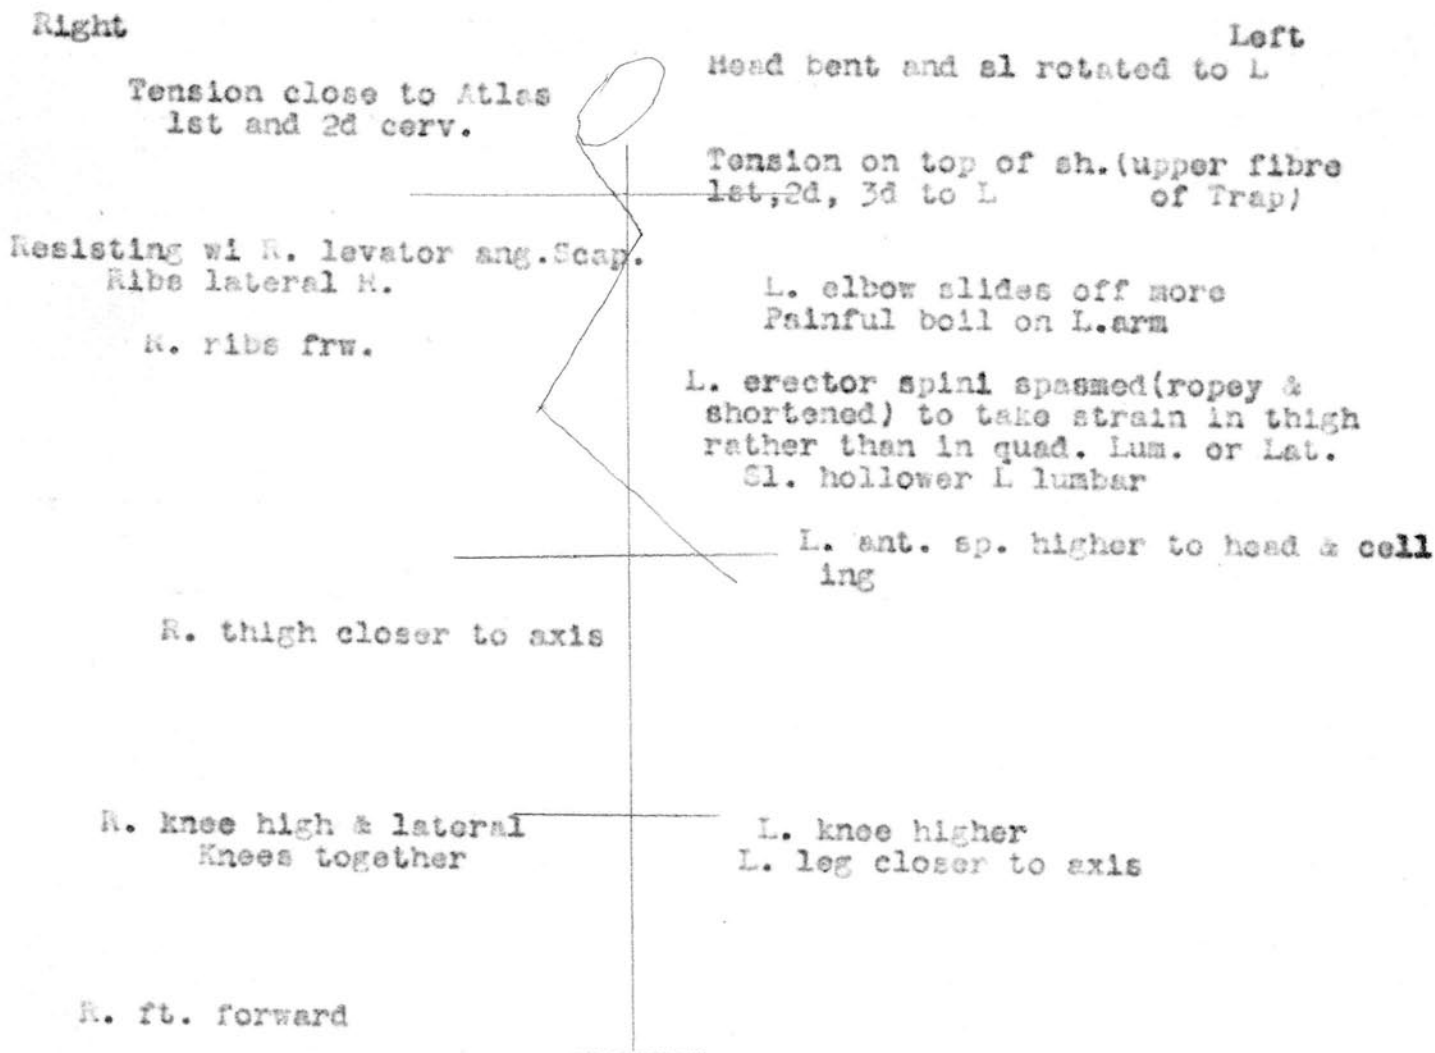 Right
Left
Head bent and sl rotated to L
Tension close to Atlas
1st and 2d cerv.
Tension on top of sh.(upper fibre
1st,2d, 3d to L of Trap)
Resisting wi R. levator ang.Scap.
Ribs lateral R.
L. elbow slides off more
Painful boil on L.arm
R. ribs frw.
L. erector spini spasmed(ropey &
shortened) to take strain in thigh
rather than in quad. Lum. or Lat.
Sl. hollower L lumbar
L. ant. sp. higher to head & ceil
ing
R. thigh closer to axis
R. knee high & lateral
Knees together
L. knee higher
L. leg closer to axis
R. ft. forward